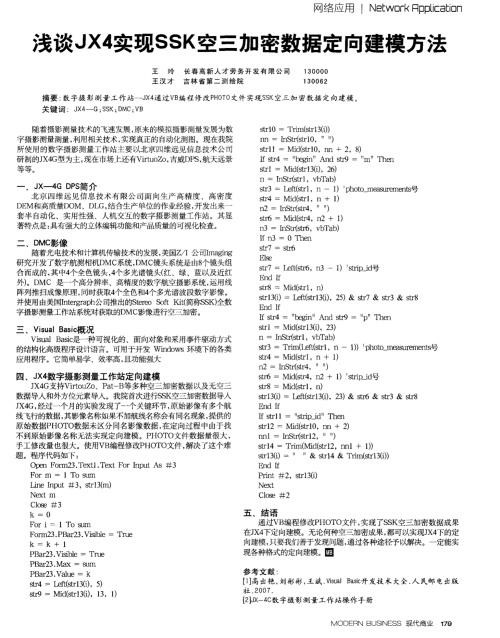 网络应用 | Network Application
浅谈JX4实现SSK空三加密数据定向建模方法
王 玲 长春高新人才劳务开发有限公司 130000
王汉才 吉林省第二测绘院 130062
摘要:数字摄影测量工作站—JX4通过VB编程修改PHOTO文件实现SSK空三加密数据定向建模。
关键词: JX4—G;SSK;DMC;VB
随着摄影测量技术的飞速发展,原来的模拟摄影测量发展为数
字摄影测量测量,利用相关技术,实现真正的自动化测图。现在我院
所使用的数字摄影测量工作站主要以北京四维远见信息技术公司
研制的JX4G型为主,现在市场上还有VirtuoZo,吉威DPS,航天远景
等等。
一、JX—4G DPS简介
北京四维远见信息技术有限公司面向生产高精度、高密度
DEM和高质量DOM、DLG,结合生产单位的作业经验,开发出来一
套半自动化、实用性强、人机交互的数字摄影测量工作站。其显
著特点是:具有强大的立体编辑功能和产品质量的可视化检查。
二、DMC影像
随着光电技术和计算机传输技术的发展,美国Z/I 公司Imaging
研究开发了数字航测相机DMC系统,DMC镜头系统是由8个镜头组
合而成的,其中4个全色镜头,4个多光谱镜头(红、绿、蓝以及近红
外)。DMC 是一个高分辨率、高精度的数字航空摄影系统,运用线
阵列推扫成像原理,同时获取4个全色和4个多光谱波段数字影像。
并使用由美国Intergraph公司推出的Stereo Soft Kit(简称SSK)全数
字摄影测量工作站系统对获取的DMC影像进行空三加密。
三、Visual Basic概况
Visual Basic是一种可视化的、面向对象和采用事件驱动方式
的结构化高级程序设计语言。可用于开发 Windows 环境下的各类
应用程序。它简单易学、效率高,且功能强大
四、JX4数字摄影测量工作站定向建模
JX4G支持VirtuoZo、Pat-B等多种空三加密数据以及无空三
数据导入和外方位元素导入。我院首次进行SSK空三加密数据导入
JX4G,经过一个月的实验发现了一个关键环节,原始影像有多个航
线飞行的数据,其影像名称如果不加航线名称会有同名现象,提供的
原始数据PHOTO数据未区分同名影像数据,在定向过程中由于找
不到原始影像名称无法实现定向建模。PHOTO文件数据量很大,
手工修改量也很大。使用VB编程修改PHOTO文件,解决了这个难
题。程序代码如下:
Open Form23.Text1.Text For Input As #3
For m = 1 To sum
Line Input #3, str13(m)
Next m
Close #3
k = 0
For i = 1 To sum
Form23.PBar23.Visible = True
k = k + 1
PBar23.Visible = True
PBar23.Max = sum
PBar23.Value = k
str4 = Left(str13(i), 5)
str9 = Mid(str13(i), 13, 1)
str10 = Trim(str13(i))
nn = InStr(str10, " ")
str11 = Mid(str10, nn + 2, 8)
If str4 = "begin" And str9 = "m" Then
str1 = Mid(str13(i), 26)
n = InStr(str1, vbTab)
str3 = Left(str1, n - 1) 'photo_measurements号
str4 = Mid(str1, n + 1)
n2 = InStr(str4, " ")
str6 = Mid(str4, n2 + 1)
n3 = InStr(str6, vbTab)
If n3 = 0 Then
str7 = str6
Else
str7 = Left(str6, n3 - 1) 'strip_id号
End If
str8 = Mid(str1, n)
str13(i) = Left(str13(i), 25) & str7 & str3 & str8
End If
If str4 = "begin" And str9 = "p" Then
str1 = Mid(str13(i), 23)
n = InStr(str1, vbTab)
str3 = Trim(Left(str1, n - 1)) 'photo_measurements号
str4 = Mid(str1, n + 1)
n2 = InStr(str4, " ")
str6 = Mid(str4, n2 + 1) 'strip_id号
str8 = Mid(str1, n)
str13(i) = Left(str13(i), 23) & str6 & str3 & str8
End If
If str11 = "strip_id" Then
str12 = Mid(str10, nn + 2)
nn1 = InStr(str12, " ")
str14 = Trim(Mid(str12, nn1 + 1))
str13(i) = " " & str14 & Trim(str13(i))
End If
Print #2, str13(i)
Next
Close #2
五、结语
通过VB编程修改PHOTO文件,实现了SSK空三加密数据成果
在JX4下定向建模。无论何种空三加密成果,都可以实现JX4下的定
向建模,只要我们善于发现问题,通过各种途径予以解决。一定能实
现各种格式的定向建模。
参考文献:
[1]高出艳,刘彬彬,王斌.Visual Basic开发技术大全.人民邮电出版
社,2007.
[2]JX-4C数字摄影测量工作站操作手册
MODERN BUSINESS 现代商业 179